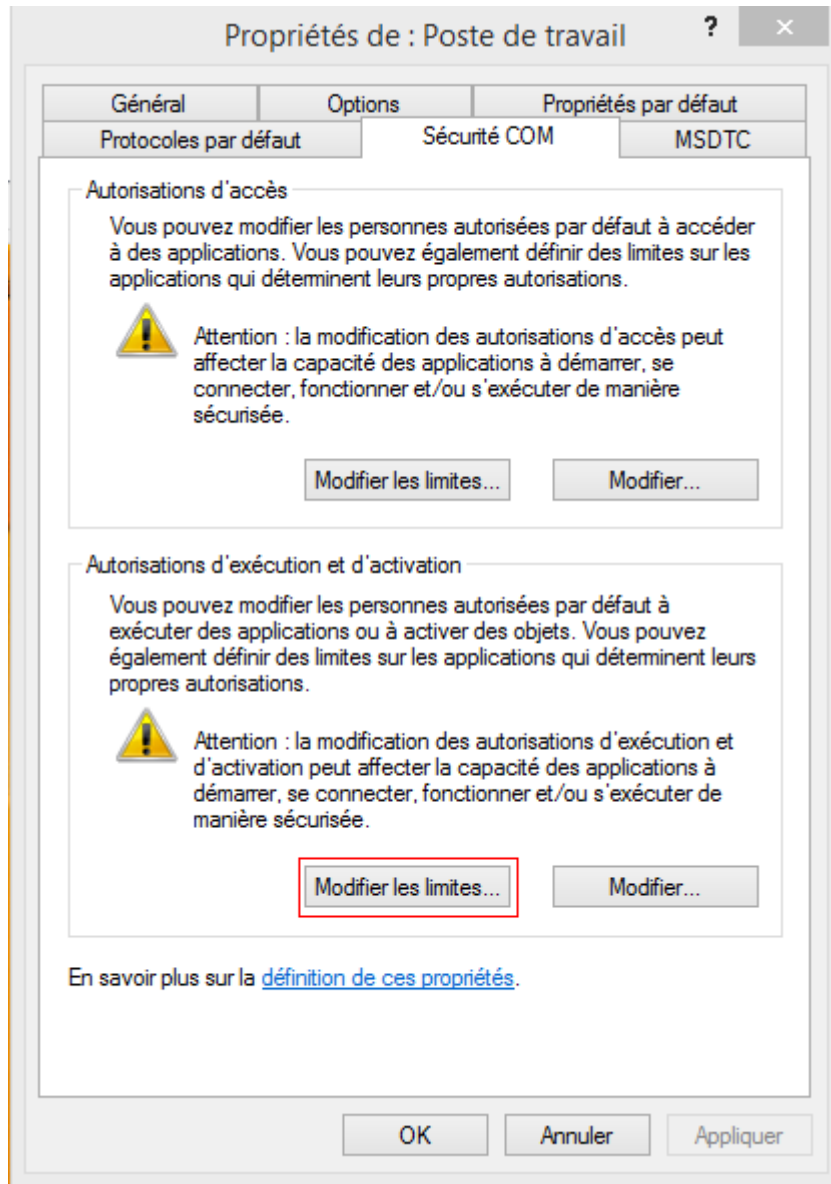 Propriétés de : Poste de travail
?
×
Général
Options
Propriétés par défaut
Protocoles par défaut
Sécurité COM
MSDTC
Autorisations d'accès
Vous pouvez modifier les personnes autorisées par défaut à accéder
à des applications. Vous pouvez également définir des limites sur les
applications qui déterminent leurs propres autorisations.
Attention : la modification des autorisations d'accès peut
affecter la capacité des applications à démarrer, se
connecter, fonctionner et/ou s'exécuter de manière
sécurisée.
Modifier les limites...
Modifier...
Autorisations d'exécution et d'activation
Vous pouvez modifier les personnes autorisées par défaut à
exécuter des applications ou à activer des objets. Vous pouvez
également définir des limites sur les applications qui déterminent leurs
propres autorisations.
Attention : la modification des autorisations d'exécution et
d'activation peut affecter la capacité des applications à
démarrer, se connecter, fonctionner et/ou s'exécuter de
manière sécurisée.
Modifier les limites...
Modifier...
En savoir plus sur la définition de ces propriétés.
OK
Annuler
Appliquer